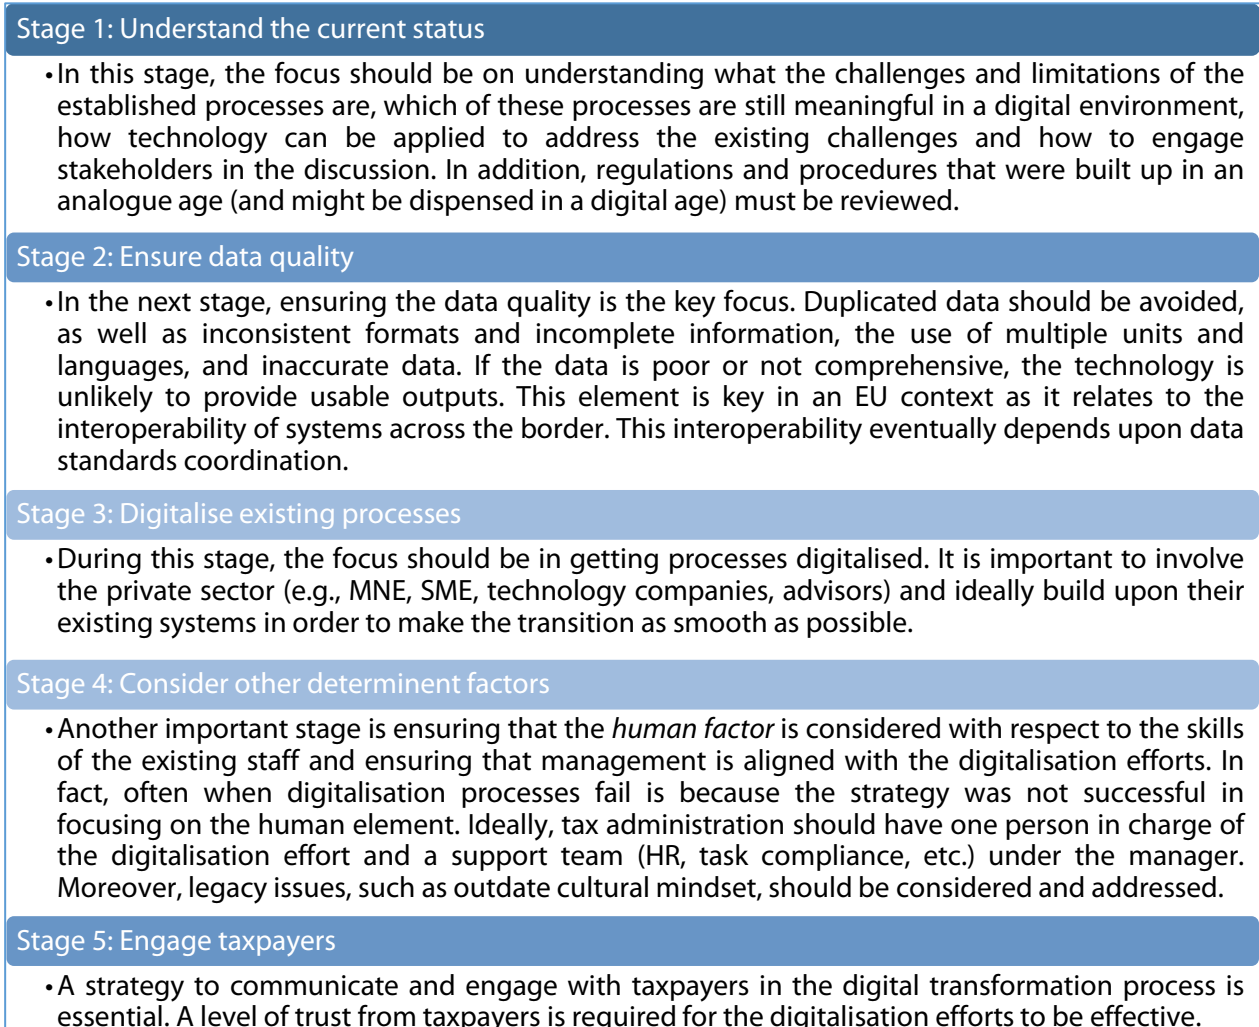 Stage 1: Understand the current status
•In this stage, the focus should be on understanding what the challenges and limitations of the
established processes are, which of these processes are still meaningful in a digital environment,
how technology can be applied to address the existing challenges and how to engage
stakeholders in the discussion. In addition, regulations and procedures that were built up in an
analogue age (and might be dispensed in a digital age) must be reviewed.
Stage 2: Ensure data quality
•In the next stage, ensuring the data quality is the key focus. Duplicated data should be avoided,
as well as inconsistent formats and incomplete information, the use of multiple units and
languages, and inaccurate data. If the data is poor or not comprehensive, the technology is
unlikely to provide usable outputs. This element is key in an EU context as it relates to the
interoperability of systems across the border. This interoperability eventually depends upon data
standards coordination.
Stage 3: Digitalise existing processes
•During this stage, the focus should be in getting processes digitalised. It is important to involve
the private sector (e.g., MNE, SME, technology companies, advisors) and ideally build upon their
existing systems in order to make the transition as smooth as possible.
Stage 4: Consider other determinent factors
•Another important stage is ensuring that the human factor is considered with respect to the skills
of the existing staff and ensuring that management is aligned with the digitalisation efforts. In
fact, often when digitalisation processes fail is because the strategy was not successful in
focusing on the human element. Ideally, tax administration should have one person in charge of
the digitalisation effort and a support team (HR, task compliance, etc.) under the manager.
Moreover, legacy issues, such as outdate cultural mindset, should be considered and addressed.
Stage 5: Engage taxpayers
•A strategy to communicate and engage with taxpayers in the digital transformation process is
essential. A level of trust from taxpayers is required for the digitalisation efforts to be effective.